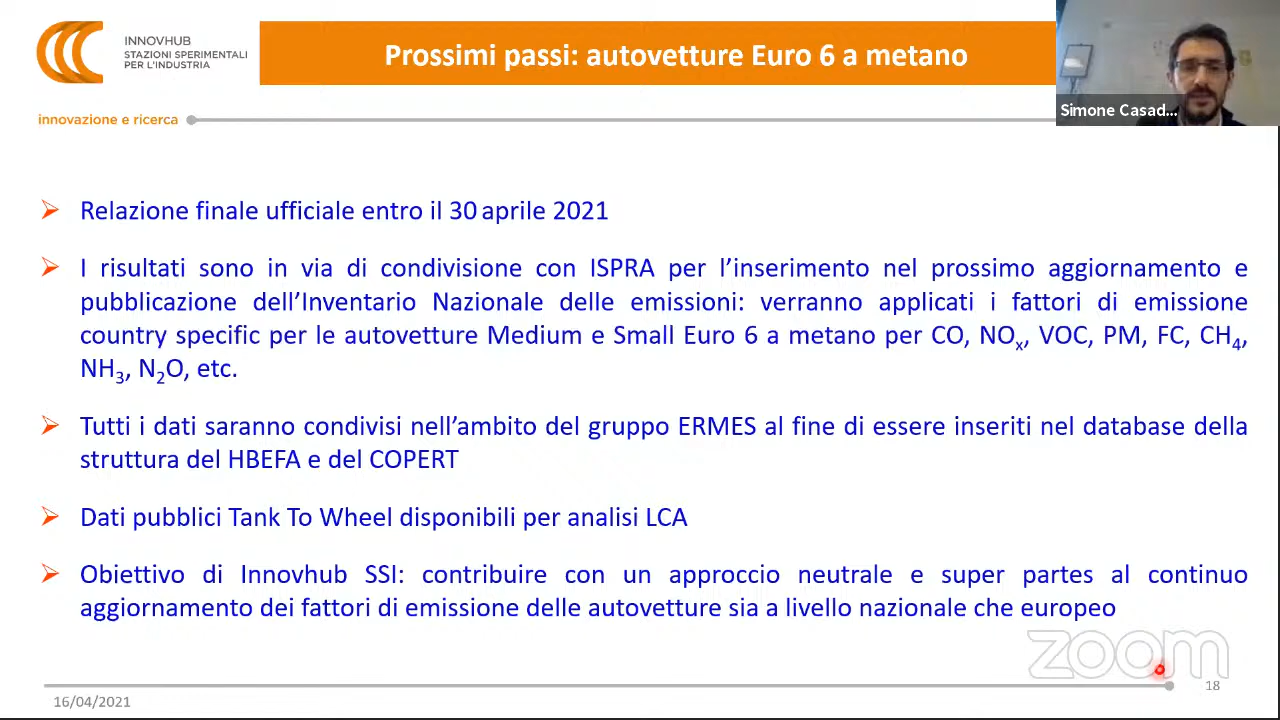 INNOVHUB
STAZIONI SPERIMENTALI
PER L'INDUSTRIA
innovazione e ricerca
Prossimi passi: autovetture Euro 6 a metano
Simone Casad...
Relazione finale ufficiale entro il 30 aprile 2021
I risultati sono in via di condivisione con ISPRA per l'inserimento nel prossimo aggiornamento e
pubblicazione dell'Inventario Nazionale delle emissioni: verranno applicati i fattori di emissione
country specific per le autovetture Medium e Small Euro 6 a metano per CO, NOx, VOC, PM, FC, CH4,
NH3, N2O, etc.
Tutti i dati saranno condivisi nell'ambito del gruppo ERMES al fine di essere inseriti nel database della
struttura del HBEFA e del COPERT
Dati pubblici Tank To Wheel disponibili per analisi LCA
Obiettivo di Innovhub SSI: contribuire con un approccio neutrale e super partes al continuo
aggiornamento dei fattori di emissione delle autovetture sia a livello nazionale che europeo
zoom
16/04/2021
18